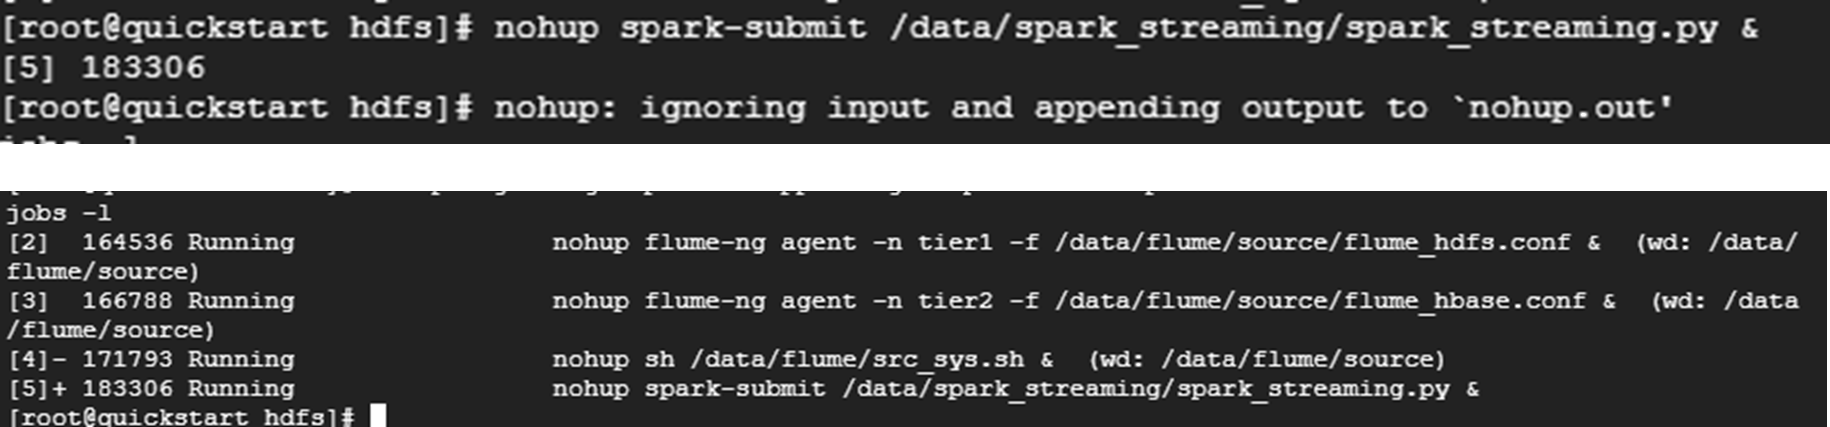 [root@quickstart hdfs]# nohup spark-submit /data/spark_streaming/spark_streaming.py &
[5] 183306
[root@quickstart hdfs]# nohup: ignoring input and appending output to `nohup.out'
jobs -l
jobs -l
[2]  164536 Running                 nohup flume-ng agent -n tier1 -f /data/flume/source/flume_hdfs.conf &  (wd: /data/
flume/source)
[3]  166788 Running                 nohup flume-ng agent -n tier2 -f /data/flume/source/flume_hbase.conf &  (wd: /data
/flume/source)
[4]- 171793 Running                 nohup sh /data/flume/src_sys.sh &  (wd: /data/flume/source)
[5]+ 183306 Running                 nohup spark-submit /data/spark_streaming/spark_streaming.py &
[root@quickstart hdfs]#